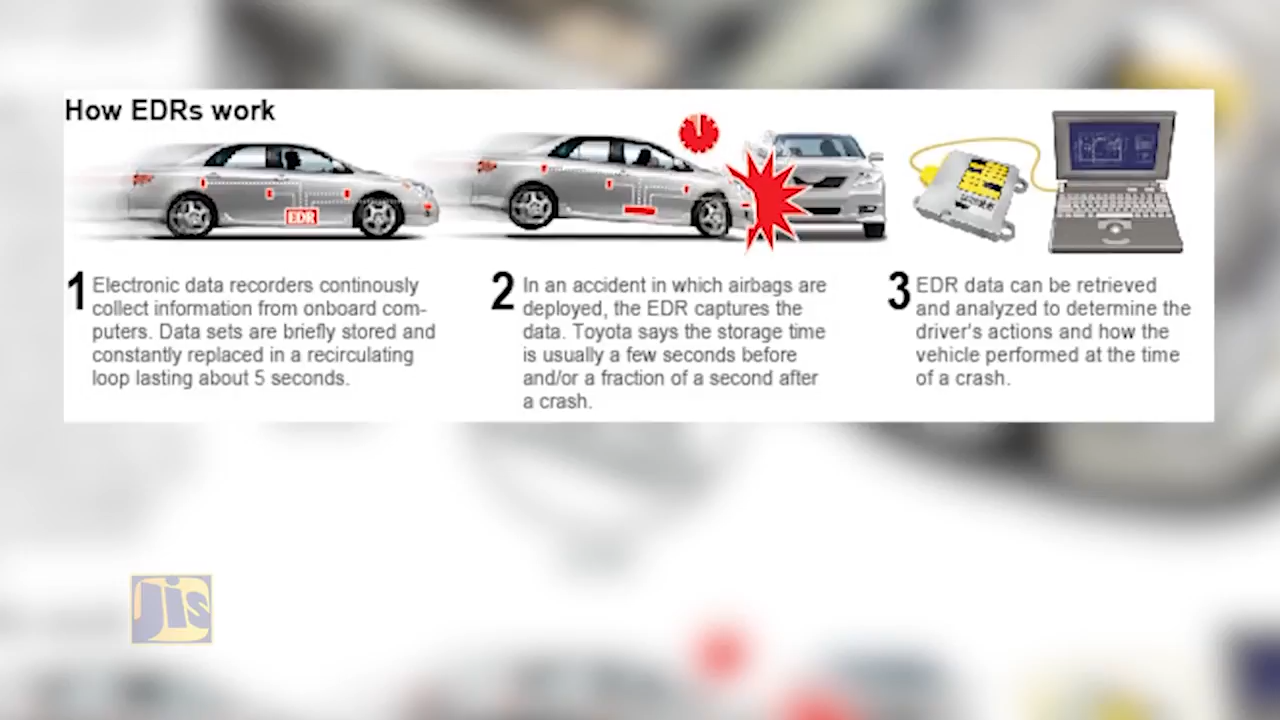 How EDRs work
EDR
1 Electronic data recorders continously
collect information from onboard com-
puters. Data sets are briefly stored and
constantly replaced in a recirculating
loop lasting about 5 seconds.
2 In an accident in which airbags are
deployed, the EDR captures the
data. Toyota says the storage time
is usually a few seconds before
and/or a fraction of a second after
a crash.
3 EDR data can be retrieved
and analyzed to determine the
driver's actions and how the
vehicle performed at the time
of a crash.
Jis